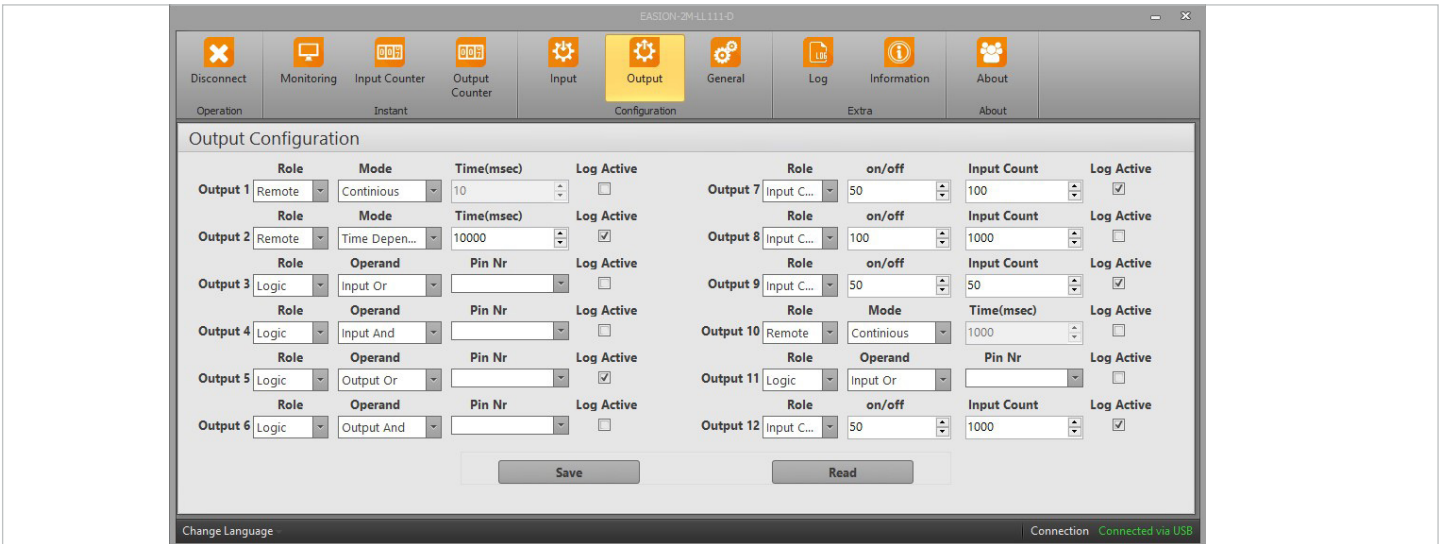 EASION-2M-LL111-D
Disconnect Monitoring Input Counter Output Counter Input Output General Log Information About
Operation Instant Configuration Extra About
Output Configuration
Role Mode Time(msec) Log Active Role on/off Input Count Log Active
Output 1 Remote Continious 10 Output 7 Input C... 50 100
Role Mode Time(msec) Log Active Role on/off Input Count Log Active
Output 2 Remote Time Depen... 10000 Output 8 Input C... 100 1000
Role Operand Pin Nr Log Active Role on/off Input Count Log Active
Output 3 Logic Input Or Output 9 Input C... 50 50
Role Operand Pin Nr Log Active Role Mode Time(msec) Log Active
Output 4 Logic Input And Output 10 Remote Continious 1000
Role Operand Pin Nr Log Active Role Operand Pin Nr Log Active
Output 5 Logic Output Or Output 11 Logic Input Or
Role Operand Pin Nr Log Active Role on/off Input Count Log Active
Output 6 Logic Output And Output 12 Input C... 50 1000
Save Read
Change Language Connection Connected via USB